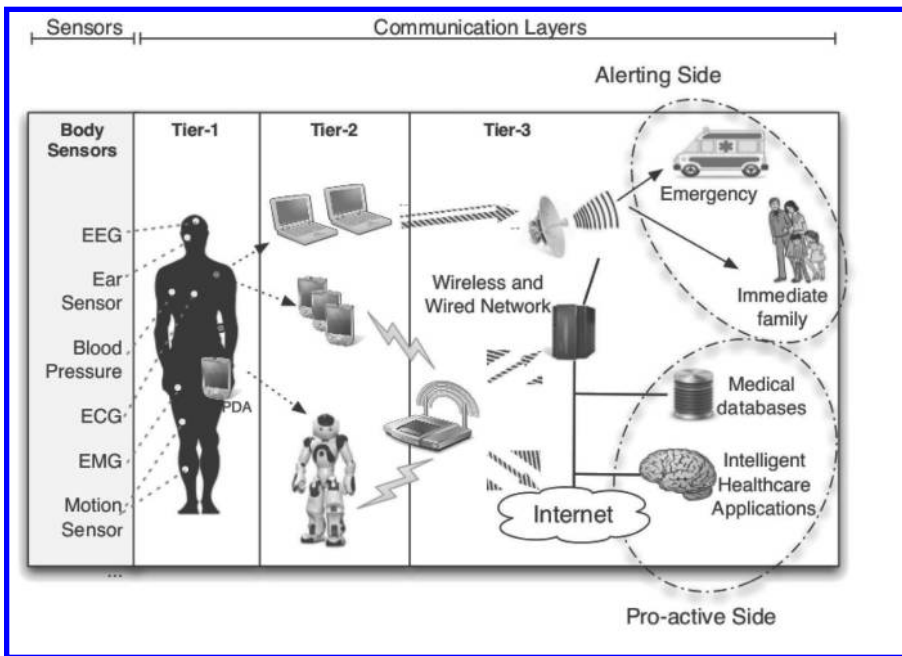 Sensors
Communication Layers
Alerting Side
Body
Sensors
Tier-1
Tier-2
Tier-3
EEG
Ear
Sensor
Blood
Pressure
ECG
EMG
Motion
Sensor
...
PDA
...
...
Emergency
Immediate
family
Wireless and
Wired Network
Medical
databases
Intelligent
Healthcare
Applications
Internet
Pro-active Side